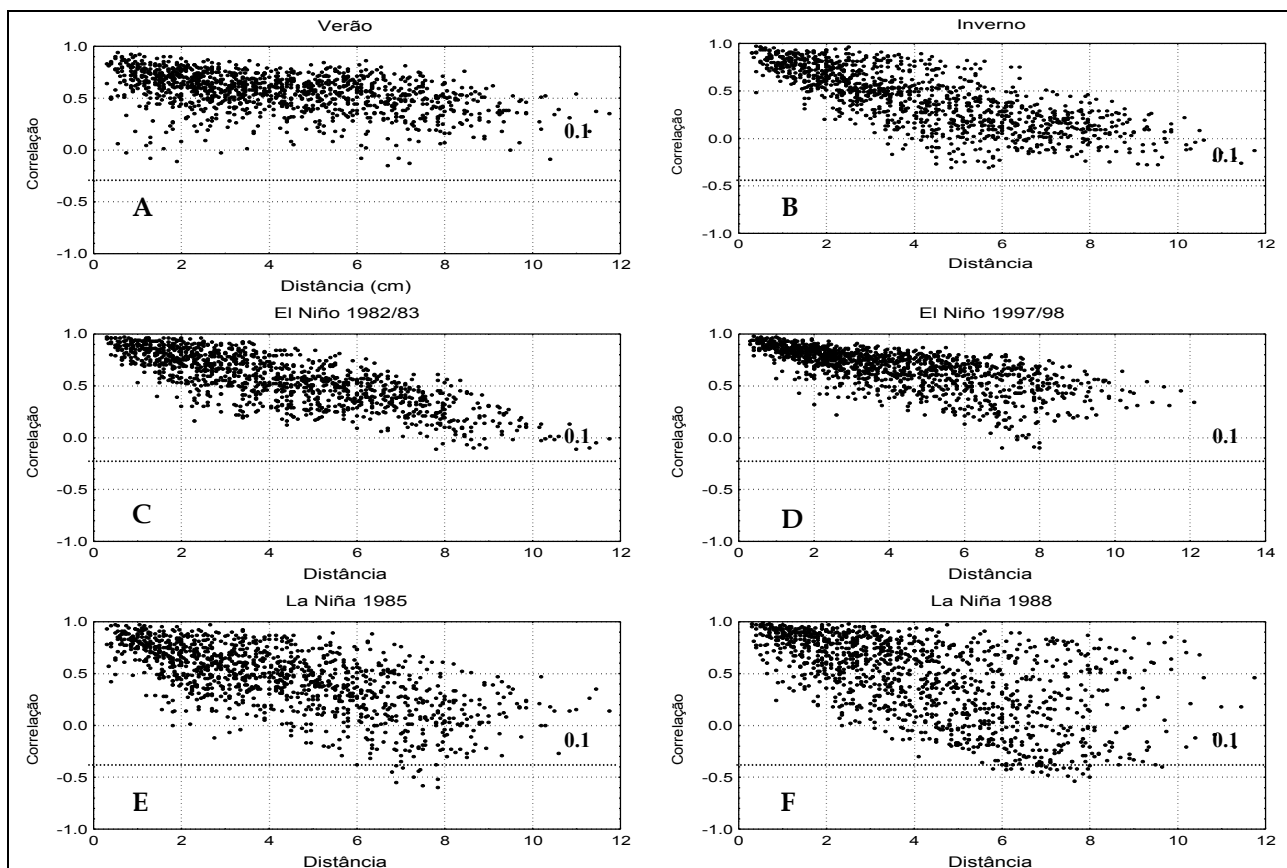 Verão
1.0
0.5
0.0
-0.5
-1.0
Correlação
0.1
A
0 2 4 6 8 10 12
Distância (cm)
Inverno
1.0
0.5
0.0
-0.5
-1.0
Correlação
0.1
B
0 2 4 6 8 10 12
Distância
El Niño 1982/83
1.0
0.5
0.0
-0.5
-1.0
Correlação
0.1
C
0 2 4 6 8 10 12
Distância
El Niño 1997/98
1.0
0.5
0.0
-0.5
-1.0
Correlação
0.1
D
0 2 4 6 8 10 12 14
Distância
La Niña 1985
1.0
0.5
0.0
-0.5
-1.0
Correlação
0.1
E
0 2 4 6 8 10 12
Distância
La Niña 1988
1.0
0.5
0.0
-0.5
-1.0
Correlação
0.1
F
0 2 4 6 8 10 12
Distância